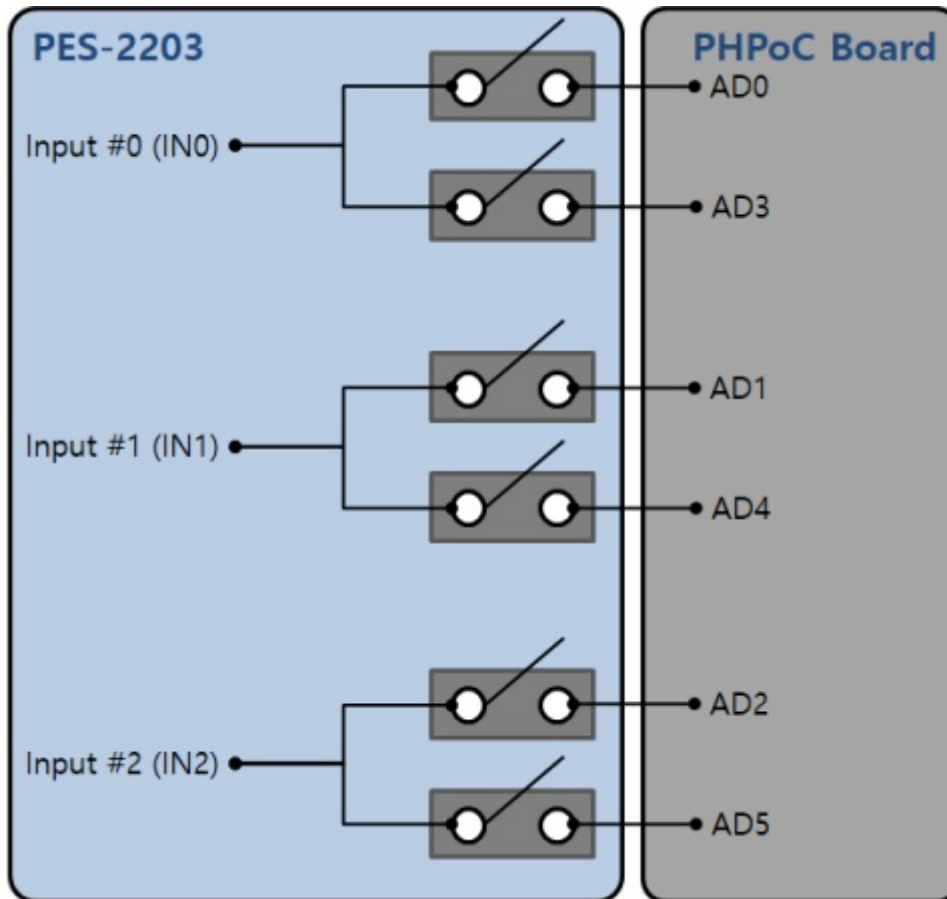 PES-2203
PHPoC Board
AD0
Input #0 (IN0)
AD3
AD1
Input #1 (IN1)
AD4
AD2
Input #2 (IN2)
AD5